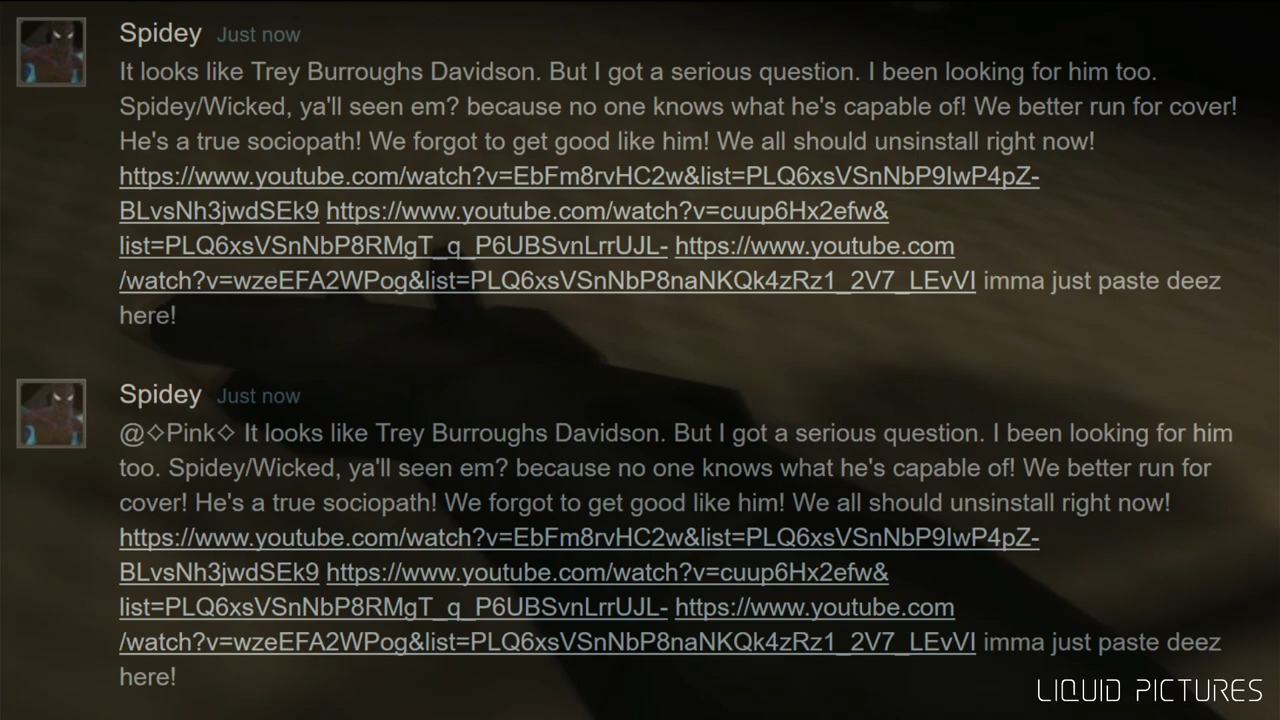 Spidey Just now
It looks like Trey Burroughs Davidson. But I got a serious question. I been looking for him too.
Spidey/Wicked, ya'll seen em? because no one knows what he's capable of! We better run for cover!
He's a true sociopath! We forgot to get good like him! We all should unsinstall right now!
https://www.youtube.com/watch?v=EbFm8rvHC2w&list=PLQ6xsVSnNbP9IwP4pZ-
BLvsNh3jwdSEk9 https://www.youtube.com/watch?v=cuup6Hx2efw&
list=PLQ6xsVSnNbP8RMgT_q_P6UBSvnLrrUJL- https://www.youtube.com
/watch?v=wzeEFA2WPog&list=PLQ6xsVSnNbP8naNKQk4zRz1_2V7_LEvVI imma just paste deez
here!
Spidey Just now
@◇Pink◇ It looks like Trey Burroughs Davidson. But I got a serious question. I been looking for him
too. Spidey/Wicked, ya'll seen em? because no one knows what he's capable of! We better run for
cover! He's a true sociopath! We forgot to get good like him! We all should unsinstall right now!
https://www.youtube.com/watch?v=EbFm8rvHC2w&list=PLQ6xsVSnNbP9IwP4pZ-
BLvsNh3jwdSEk9 https://www.youtube.com/watch?v=cuup6Hx2efw&
list=PLQ6xsVSnNbP8RMgT_q_P6UBSvnLrrUJL- https://www.youtube.com
/watch?v=wzeEFA2WPog&list=PLQ6xsVSnNbP8naNKQk4zRz1_2V7_LEvVI imma just paste deez
here!
LIQUID PICTURES